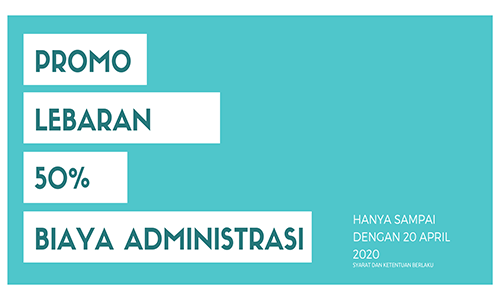 PROMO
LEBARAN
50%
BIAYA ADMINISTRASI
HANYA SAMPAI
DENGAN 20 APRIL
2020
SYARAT DAN KETENTUAN BERLAKU